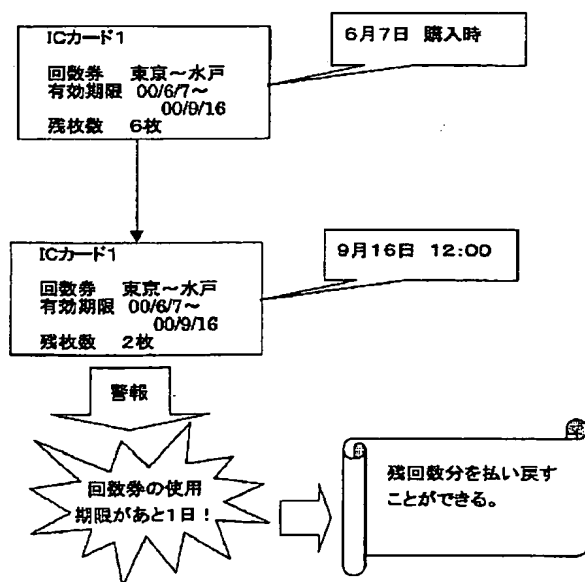 ICカード1
回数券 東京～水戸
有効期限 00/6/7～
00/9/16
残枚数 6枚
6月7日 購入時
ICカード1
回数券 東京～水戸
有効期限 00/6/7～
00/9/16
残枚数 2枚
9月16日 12:00
警報
回数券の使用
期限があと1日!
残回数分を払い戻す
ことができる。